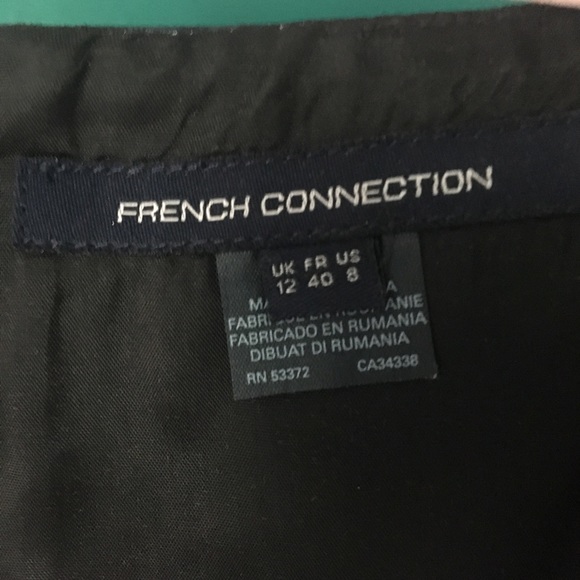 FRENCH CONNECTION
UK FR US
12 40 8
FABRICADO EN RUMANIA
DIBUAT DI RUMANIA
RN 53372 CA34338